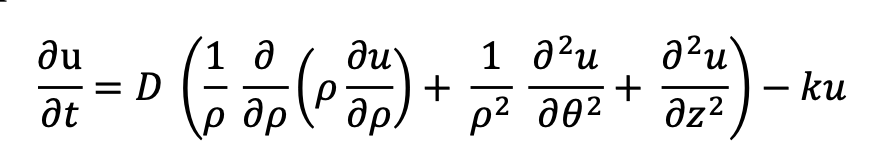 ∂u/∂t = D (1/ρ ∂/∂ρ (ρ ∂u/∂ρ) + 1/ρ² ∂²u/∂θ² + ∂²u/∂z²) − ku